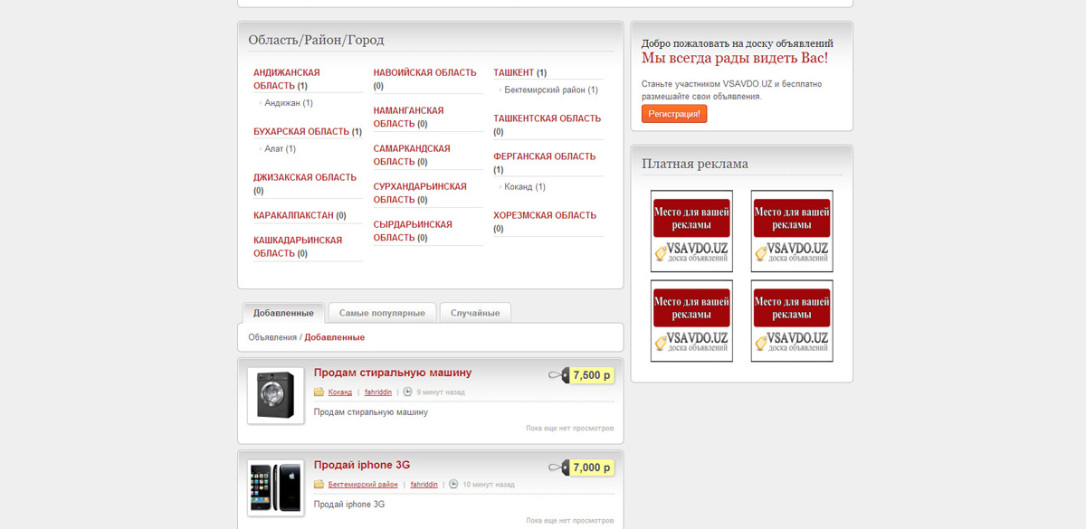 Область/Район/Город
АНДИЖАНСКАЯ
ОБЛАСТЬ (1)
Андижан (1)
БУХАРСКАЯ ОБЛАСТЬ (1)
Алат (1)
ДЖИЗАКСКАЯ ОБЛАСТЬ
(0)
КАРАКАЛПАКСТАН (0)
КАШКАДАРЬИНСКАЯ
ОБЛАСТЬ (0)
НАВОИЙСКАЯ ОБЛАСТЬ
(0)
НАМАНГАНСКАЯ
ОБЛАСТЬ (0)
САМАРКАНДСКАЯ
ОБЛАСТЬ (0)
СУРХАНДАРЬИНСКАЯ
ОБЛАСТЬ (0)
СЫРДАРЬИНСКАЯ
ОБЛАСТЬ (0)
ТАШКЕНТ (1)
Бектемирский район (1)
ТАШКЕНТСКАЯ ОБЛАСТЬ
(0)
ФЕРГАНСКАЯ ОБЛАСТЬ
(1)
Коканд (1)
ХОРЕЗМСКАЯ ОБЛАСТЬ
(0)
Добро пожаловать на доску объявлений
Мы всегда рады видеть Вас!
Станьте участником VSAVDO.UZ и бесплатно
размешайте свои объявления.
Регистрация!
Платная реклама
Место для вашей
рекламы
VSAVDO.UZ
доска объявлений
Место для вашей
рекламы
VSAVDO.UZ
доска объявлений
Место для вашей
рекламы
VSAVDO.UZ
доска объявлений
Место для вашей
рекламы
VSAVDO.UZ
доска объявлений
Добавленные Самые популярные Случайные
Объявления / Добавленные
Продам стиральную машину 7,500 р
Коканд | fahriddin | 9 минут назад
Продам стиральную машину
Пока еще нет просмотров
Продай iphone 3G 7,000 р
Бектемирский район | fahriddin | 10 минут назад
Продай iphone 3G
Пока еще нет просмотров